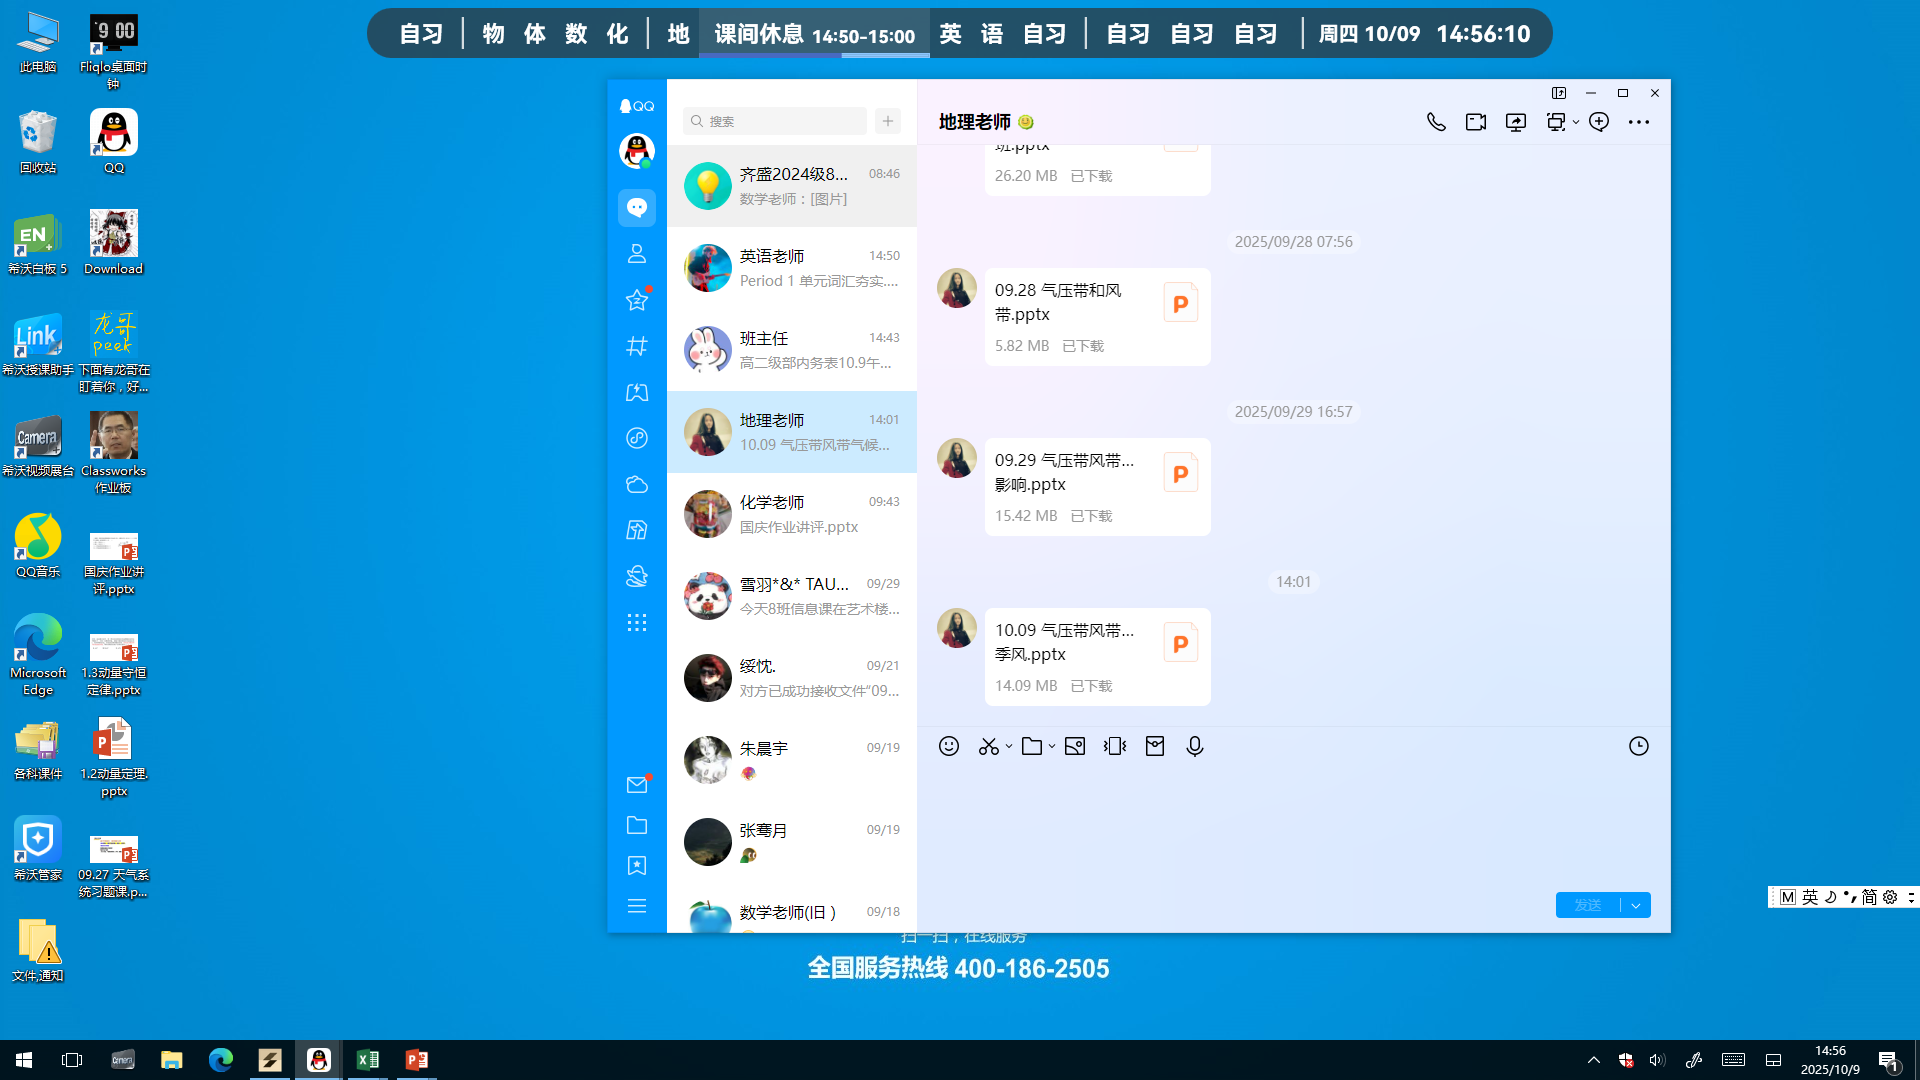 自习 物 体 数 化 地 课间休息 14:50-15:00 英 语 自习 自习 自习 自习 周四 10/09 14:56:10
此电脑
Fliqlo桌面时
钟
回收站
QQ
希沃白板 5
Download
希沃授课助手
下面有龙哥在
盯着你，好...
希沃视频展台
Classworks
作业板
QQ音乐
国庆作业讲
评.pptx
Microsoft
Edge
1.3动量守恒
定律.pptx
各科课件
1.2动量定理.
pptx
希沃管家
09.27 天气系
统习题课.p...
文件,通知
9 00
EN
Link
龙哥
peek
Camera
QQ
搜索
齐盛2024级8...
08:46
数学老师：[图片]
英语老师
14:50
Period 1 单元词汇夯实....
班主任
14:43
高二级部内务表10.9午...
地理老师
14:01
10.09 气压带风带气候...
化学老师
09:43
国庆作业讲评.pptx
雪羽*&* TAU...
09/29
今天8班信息课在艺术楼...
绥忱.
09/21
对方已成功接收文件“09...
朱晨宇
09/19
张骞月
09/19
数学老师(旧 )
09/18
地理老师
班.pptx
26.20 MB 已下载
2025/09/28 07:56
09.28 气压带和风
带.pptx
5.82 MB 已下载
2025/09/29 16:57
09.29 气压带风带...
影响.pptx
15.42 MB 已下载
14:01
10.09 气压带风带...
季风.pptx
14.09 MB 已下载
发送
扫一扫，在线服务
全国服务热线 400-186-2505
M 英 简
14:56
2025/10/9
1